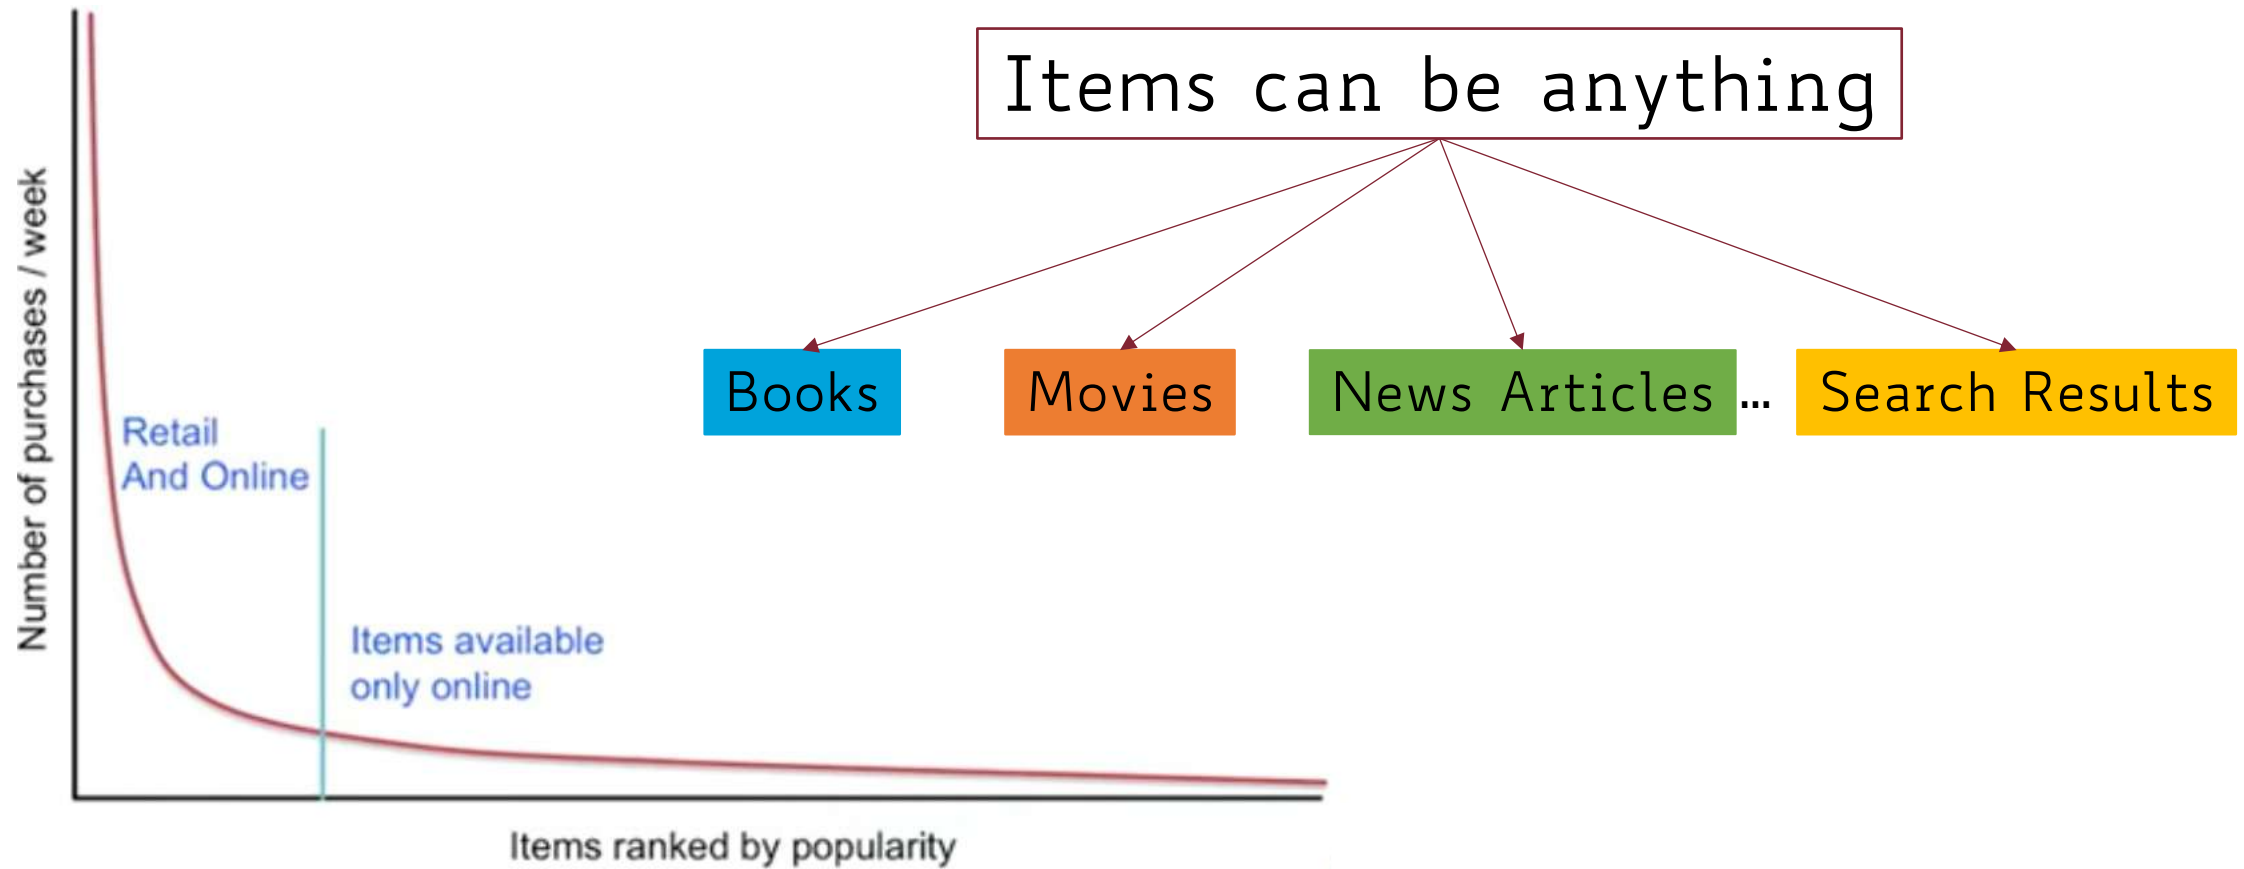 Items can be anything
Books
Movies
News Articles
...
Search Results
Number of purchases / week
Retail
And Online
Items available
only online
Items ranked by popularity